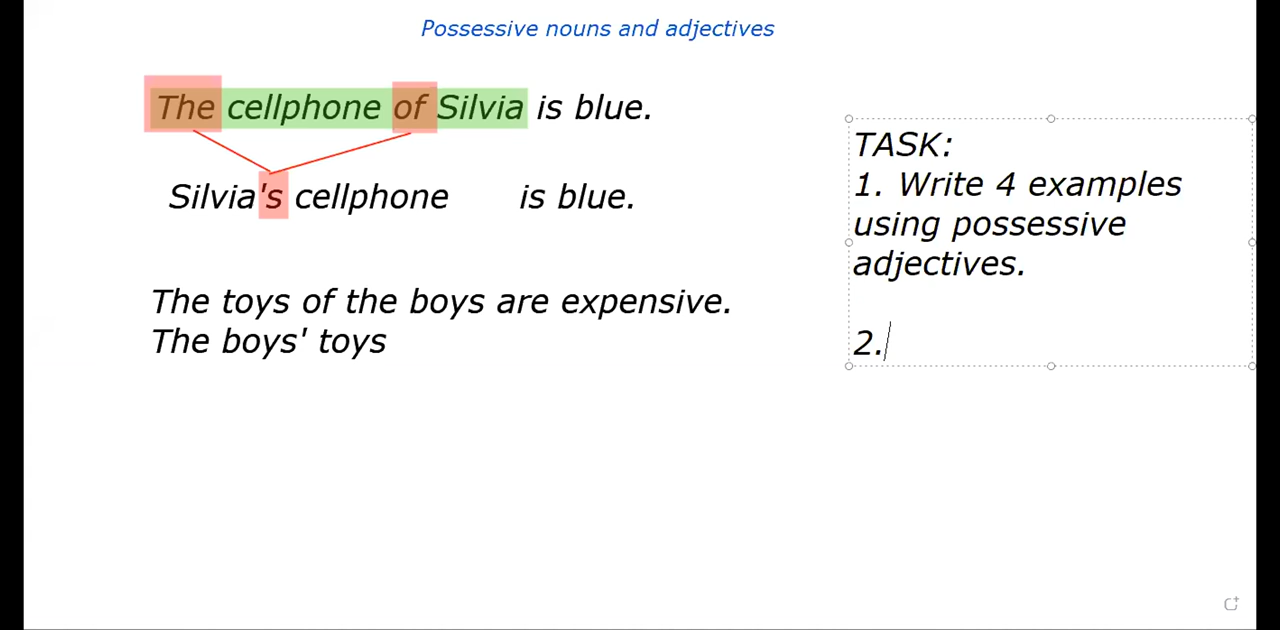 Possessive nouns and adjectives
The cellphone of Silvia is blue.
Silvia's cellphone is blue.
The toys of the boys are expensive.
The boys' toys
TASK:
1. Write 4 examples
using possessive
adjectives.
2.